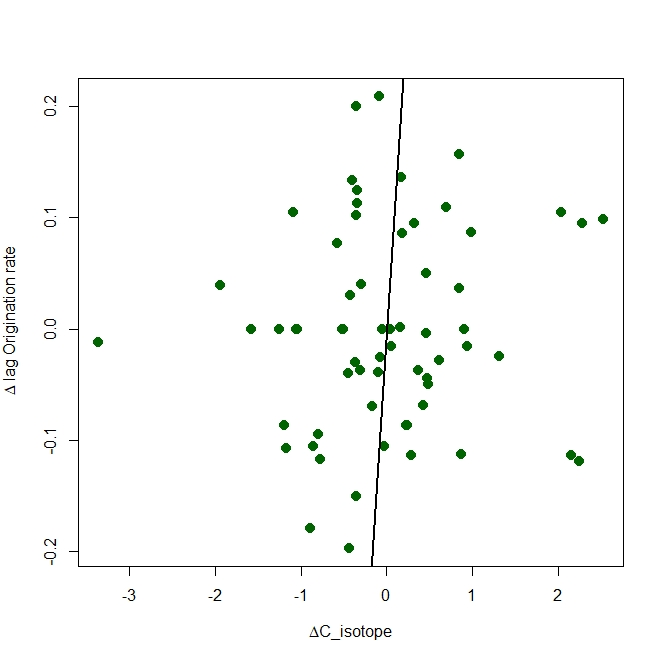 Δ lag Origination rate
0.2
0.1
0.0
-0.1
-0.2
-3 -2 -1 0 1 2
ΔC_isotope